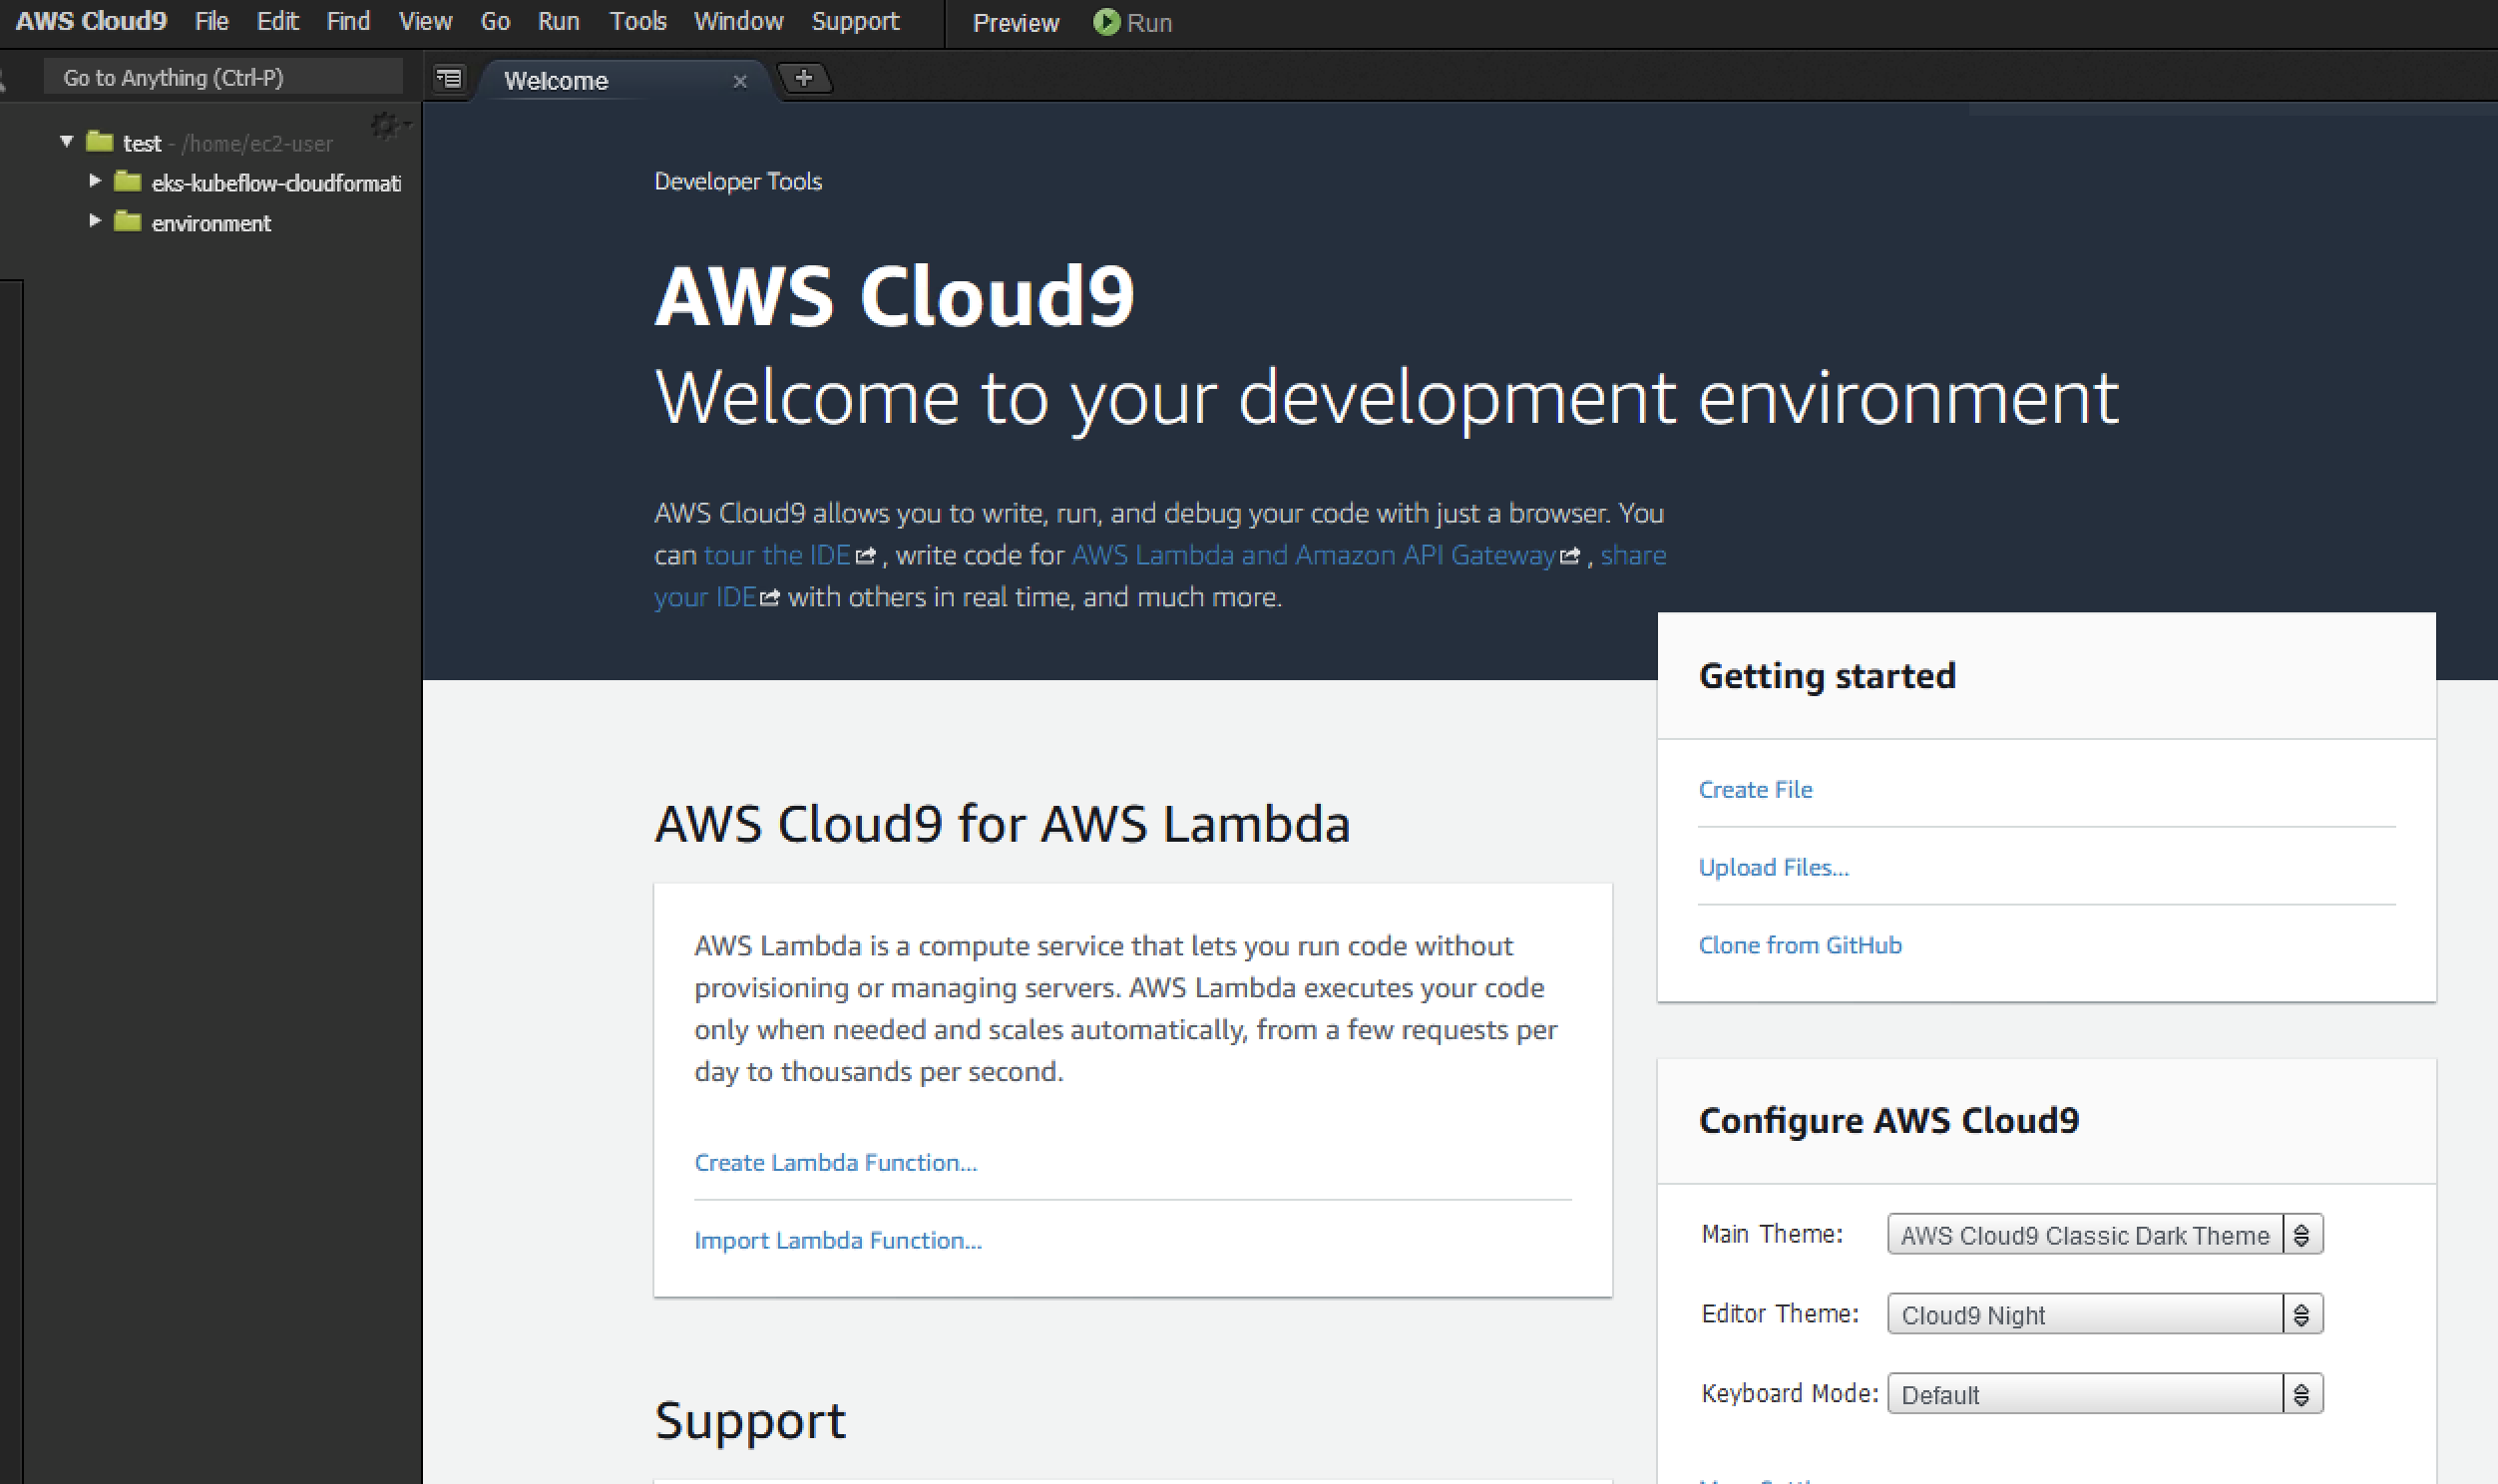 AWS Cloud9 File Edit Find View Go Run Tools Window Support Preview Run
Go to Anything (Ctrl-P)
Welcome
test - /home/ec2-user
eks-kubeflow-cloudformati
environment
Developer Tools
AWS Cloud9
Welcome to your development environment
AWS Cloud9 allows you to write, run, and debug your code with just a browser. You
can tour the IDE , write code for AWS Lambda and Amazon API Gateway , share
your IDE with others in real time, and much more.
Getting started
Create File
Upload Files...
Clone from GitHub
AWS Cloud9 for AWS Lambda
AWS Lambda is a compute service that lets you run code without
provisioning or managing servers. AWS Lambda executes your code
only when needed and scales automatically, from a few requests per
day to thousands per second.
Create Lambda Function...
Import Lambda Function...
Configure AWS Cloud9
Main Theme: AWS Cloud9 Classic Dark Theme
Editor Theme: Cloud9 Night
Keyboard Mode: Default
Support